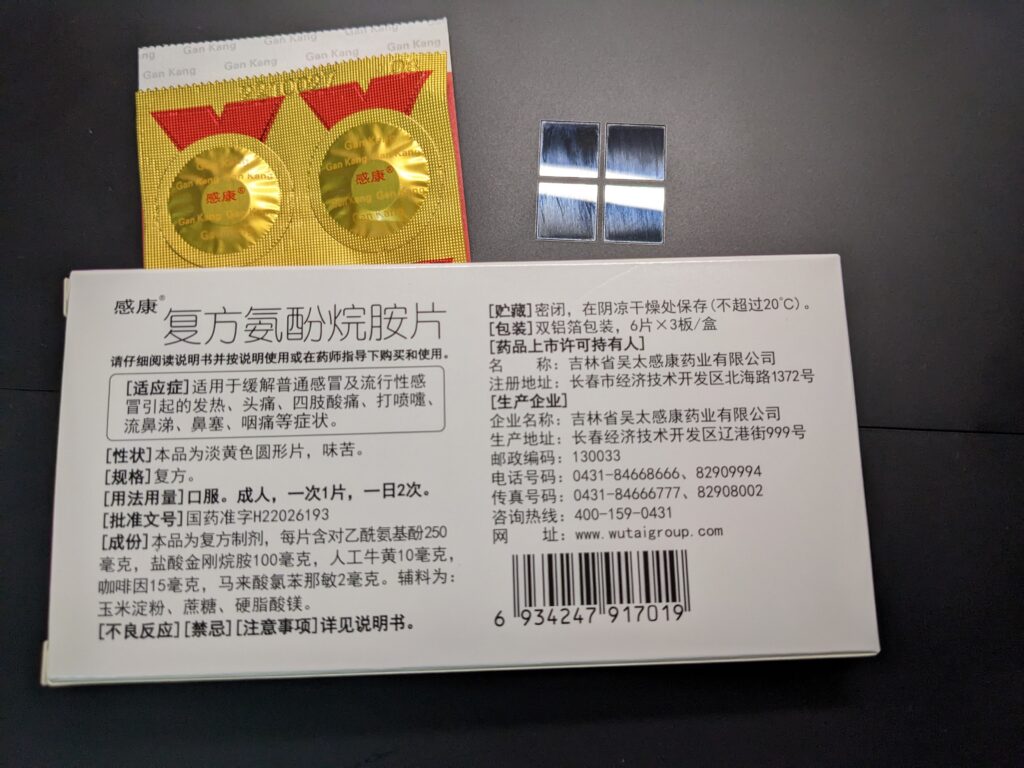 Gan Kang
Gan Kang
Gan Kang
Gan Kang
Gan Kang
感康®
Gan Kang
感康®
Gan Kang
感康®
复方氨酚烷胺片
请仔细阅读说明书并按说明使用或在药师指导下购买和使用。
[适应症]适用于缓解普通感冒及流行性感
冒引起的发热、头痛、四肢酸痛、打喷嚏、
流鼻涕、鼻塞、咽痛等症状。
[性状]本品为淡黄色圆形片，味苦。
[规格]复方。
[用法用量]口服。成人，一次1片，一日2次。
[批准文号]国药准字H22026193
[成份]本品为复方制剂，每片含对乙酰氨基酚250
毫克，盐酸金刚烷胺100毫克，人工牛黄10毫克，
咖啡因15毫克，马来酸氯苯那敏2毫克。辅料为：
玉米淀粉、蔗糖、硬脂酸镁。
[不良反应][禁忌][注意事项]详见说明书。
[贮藏]密闭，在阴凉干燥处保存(不超过20℃)。
[包装]双铝箔包装，6片×3板/盒
[药品上市许可持有人]
名 称：吉林省吴太感康药业有限公司
注册地址：长春市经济技术开发区北海路1372号
[生产企业]
企业名称：吉林省吴太感康药业有限公司
生产地址：长春经济技术开发区辽港街999号
邮政编码：130033
电话号码：0431-84668666、82909994
传真号码：0431-84666777、82908002
咨询热线：400-159-0431
网 址：www.wutaigroup.com
6 934247 917019